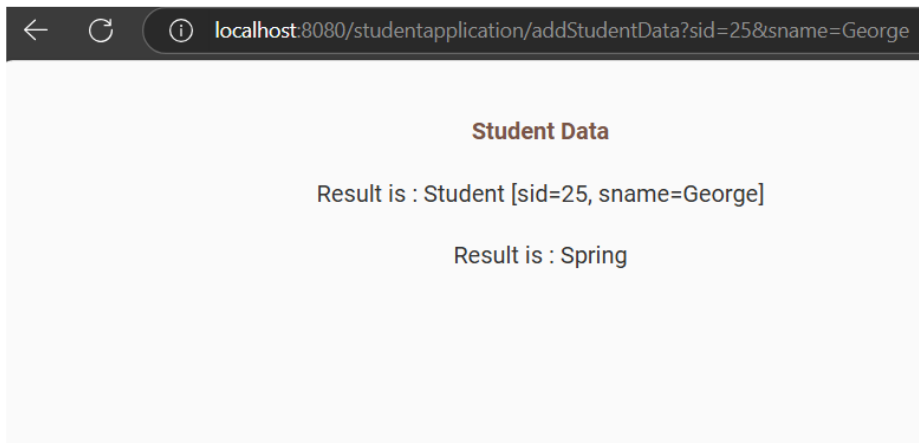 localhost:8080/studentapplication/addStudentData?sid=25&sname=George
Student Data
Result is : Student [sid=25, sname=George]
Result is : Spring